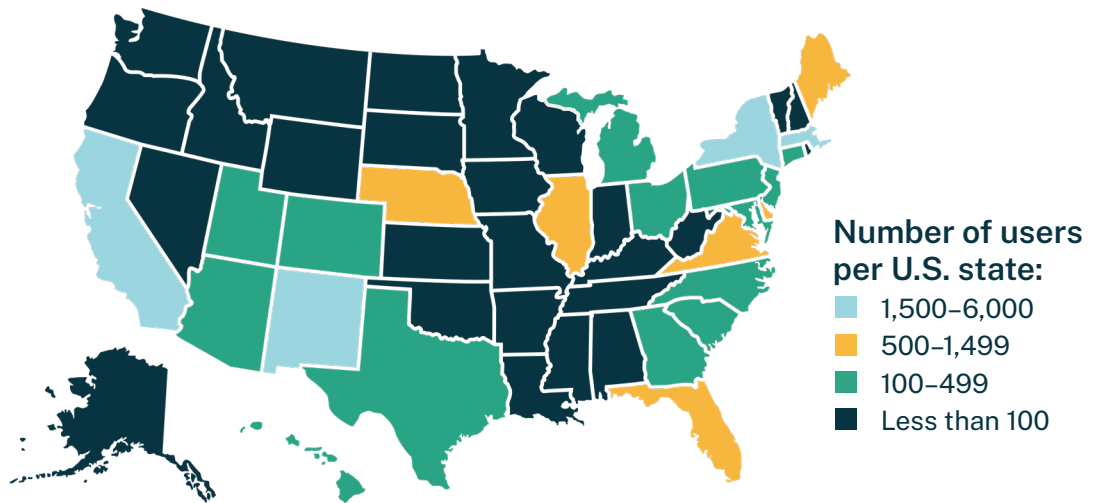 Number of users
per U.S. state:
1,500–6,000
500–1,499
100–499
Less than 100